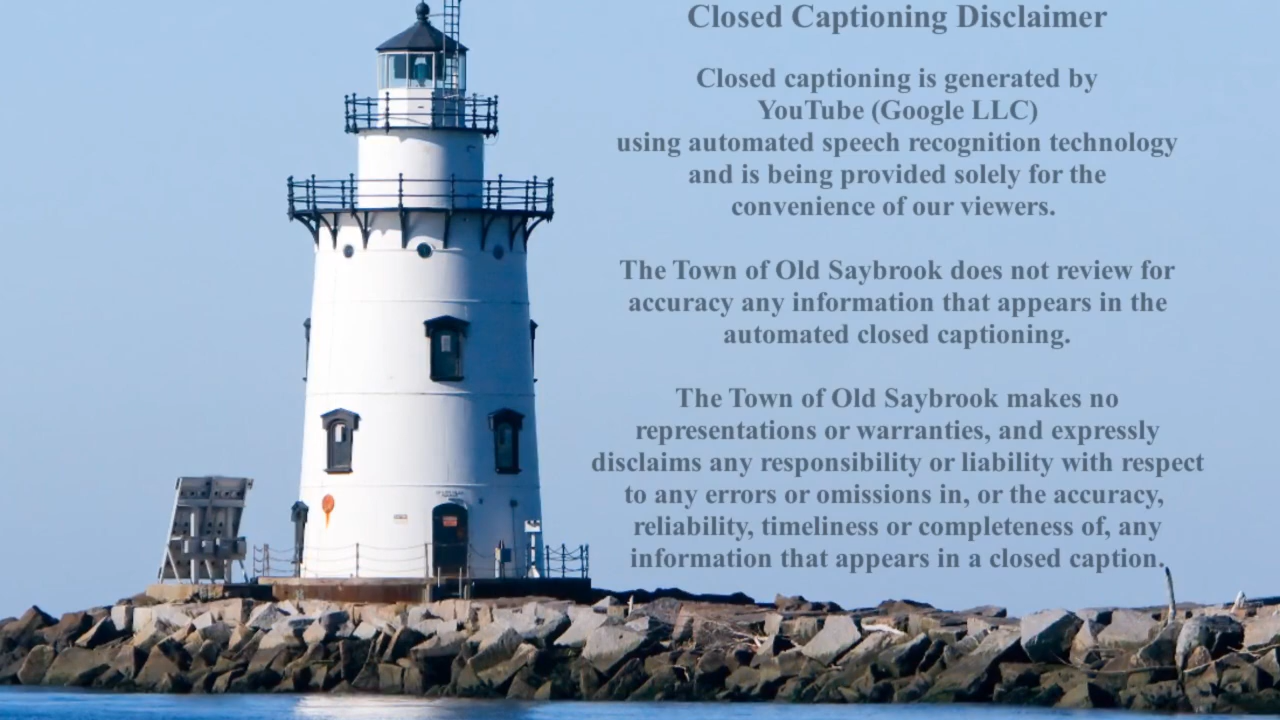 Closed Captioning Disclaimer
Closed captioning is generated by
YouTube (Google LLC)
using automated speech recognition technology
and is being provided solely for the
convenience of our viewers.
The Town of Old Saybrook does not review for
accuracy any information that appears in the
automated closed captioning.
The Town of Old Saybrook makes no
representations or warranties, and expressly
disclaims any responsibility or liability with respect
to any errors or omissions in, or the accuracy,
reliability, timeliness or completeness of, any
information that appears in a closed caption.